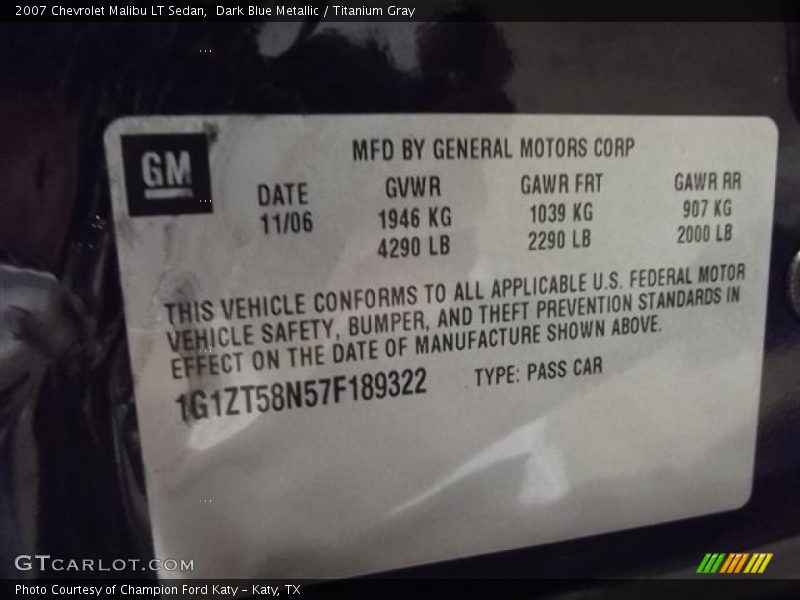 2007 Chevrolet Malibu LT Sedan, Dark Blue Metallic / Titanium Gray
GM
MFD BY GENERAL MOTORS CORP
DATE GVWR GAWR FRT GAWR RR
11/06 1946 KG 1039 KG 907 KG
4290 LB 2290 LB 2000 LB
THIS VEHICLE CONFORMS TO ALL APPLICABLE U.S. FEDERAL MOTOR
VEHICLE SAFETY, BUMPER, AND THEFT PREVENTION STANDARDS IN
EFFECT ON THE DATE OF MANUFACTURE SHOWN ABOVE.
1G1ZT58N57F189322 TYPE: PASS CAR
GTCARLOT.COM
Photo Courtesy of Champion Ford Katy - Katy, TX